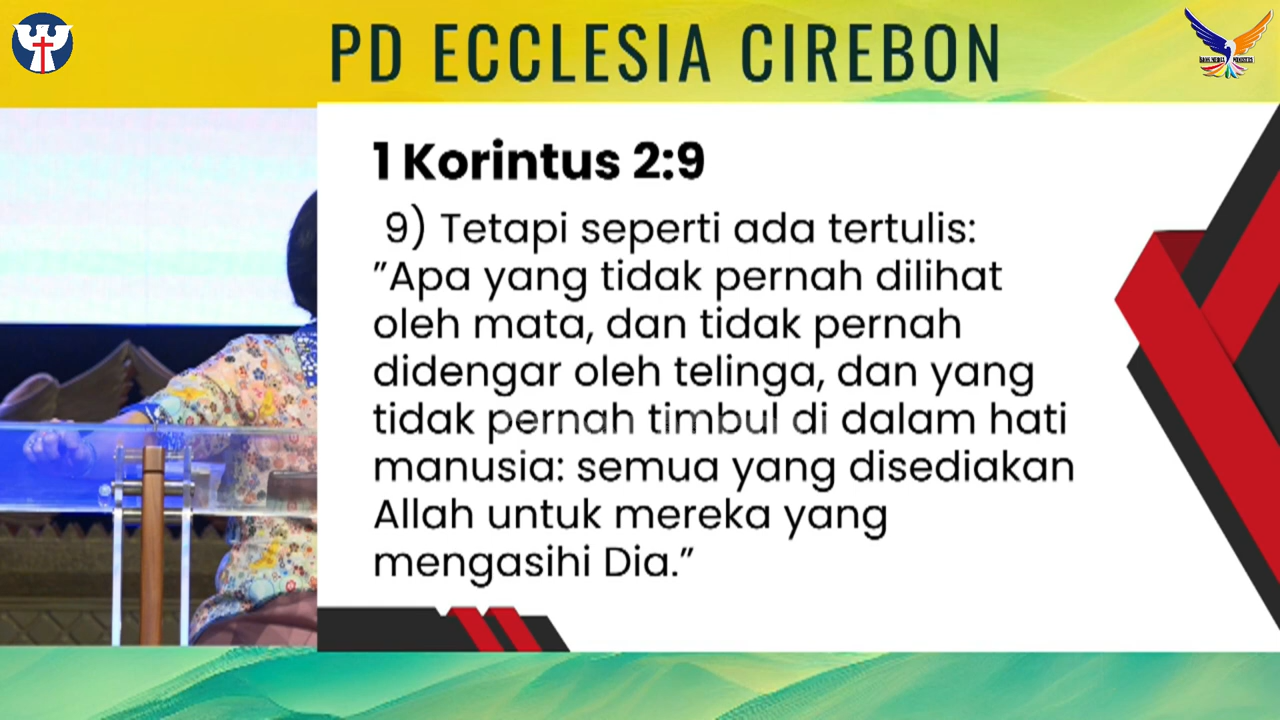 PD ECCLESIA CIREBON
1 Korintus 2:9
9) Tetapi seperti ada tertulis:
”Apa yang tidak pernah dilihat
oleh mata, dan tidak pernah
didengar oleh telinga, dan yang
tidak pernah timbul di dalam hati
manusia: semua yang disediakan
Allah untuk mereka yang
mengasihi Dia.”